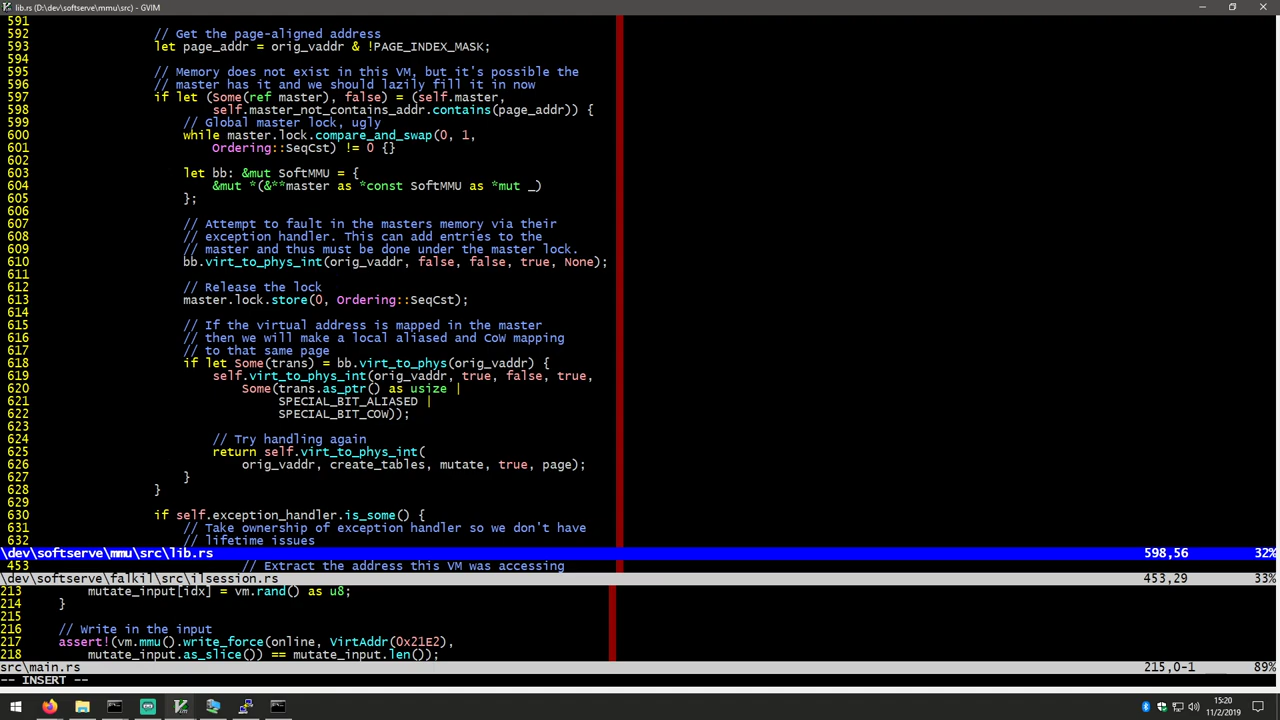 lib.rs (D:\dev\softserve\mmu\src) - GVIM
591
592                 // Get the page-aligned address
593                 let page_addr = orig_vaddr & !PAGE_INDEX_MASK;
594
595                 // Memory does not exist in this VM, but it's possible the
596                 // master has it and we should lazily fill it in now
597                 if let (Some(ref master), false) = (self.master,
598                         self.master_not_contains_addr.contains(page_addr)) {
599                     // Global master lock, ugly
600                     while master.lock.compare_and_swap(0, 1,
601                         Ordering::SeqCst) != 0 {}
602
603                     let bb: &mut SoftMMU = {
604                         &mut *(&**master as *const SoftMMU as *mut _)
605                     };
606
607                     // Attempt to fault in the masters memory via their
608                     // exception handler. This can add entries to the
609                     // master and thus must be done under the master lock.
610                     bb.virt_to_phys_int(orig_vaddr, false, false, true, None);
611
612                     // Release the lock
613                     master.lock.store(0, Ordering::SeqCst);
614
615                     // If the virtual address is mapped in the master
616                     // then we will make a local aliased and CoW mapping
617                     // to that same page
618                     if let Some(trans) = bb.virt_to_phys(orig_vaddr) {
619                         self.virt_to_phys_int(orig_vaddr, true, false, true,
620                             Some(trans.as_ptr() as usize |
621                                  SPECIAL_BIT_ALIASED |
622                                  SPECIAL_BIT_COW));
623
624                         // Try handling again
625                         return self.virt_to_phys_int(
626                             orig_vaddr, create_tables, mutate, true, page);
627                     }
628                 }
629
630                 if self.exception_handler.is_some() {
631                     // Take ownership of exception handler so we don't have
632                     // lifetime issues
\dev\softserve\mmu\src\lib.rs 598,56 32%
453                             // Extract the address this VM was accessing
\dev\softserve\falkil\src\ilsession.rs 453,29 33%
213         mutate_input[idx] = vm.rand() as u8;
214     }
215
216     // Write in the input
217     assert!(vm.mmu().write_force(online, VirtAddr(0x21E2),
218         mutate_input.as_slice()) == mutate_input.len());
src\main.rs 215,0-1 89%
-- INSERT --
15:20
11/2/2019